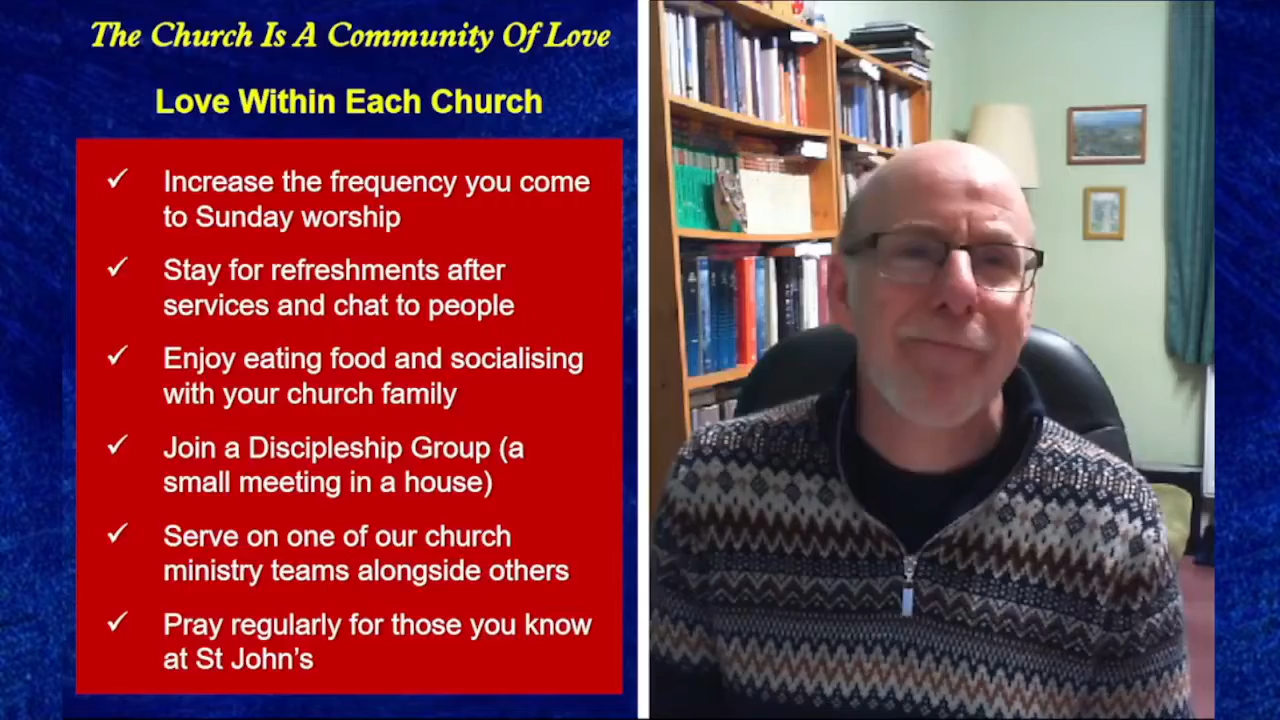 The Church Is A Community Of Love
Love Within Each Church
✓ Increase the frequency you come
to Sunday worship
✓ Stay for refreshments after
services and chat to people
✓ Enjoy eating food and socialising
with your church family
✓ Join a Discipleship Group (a
small meeting in a house)
✓ Serve on one of our church
ministry teams alongside others
✓ Pray regularly for those you know
at St John’s